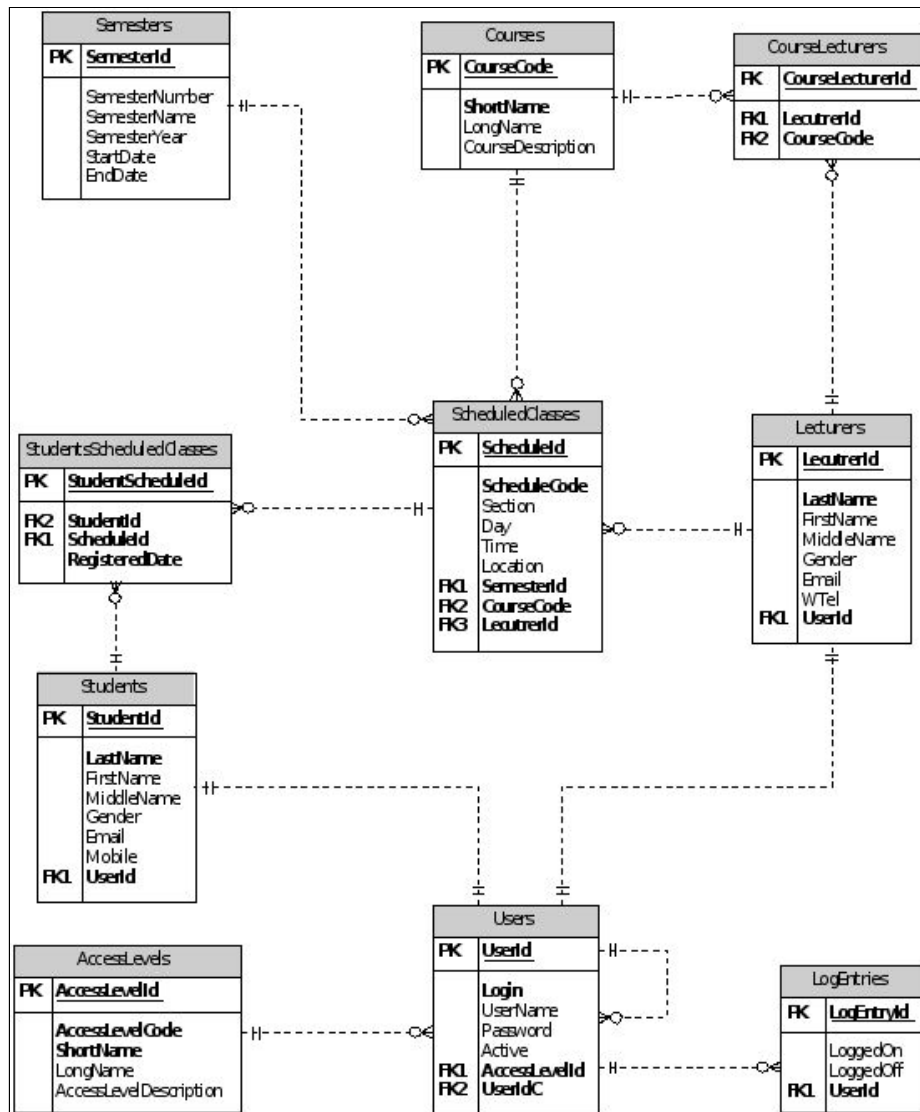 Semesters
PK SemesterId
SemesterNumber
SemesterName
SemesterYear
StartDate
EndDate
Courses
PK CourseCode
ShortName
LongName
CourseDescription
CourseLecturers
PK CourseLecturerId
FK1 LecutrerId
FK2 CourseCode
StudentsScheduledClasses
PK StudentScheduleId
FK2 StudentId
FK1 ScheduleId
RegisteredDate
ScheduledClasses
PK ScheduleId
ScheduleCode
Section
Day
Time
Location
FK1 SemesterId
FK2 CourseCode
FK3 LecutrerId
Lecturers
PK LecutrerId
LastName
FirstName
MiddleName
Gender
Email
WTel
FK1 UserId
Students
PK StudentId
LastName
FirstName
MiddleName
Gender
Email
Mobile
FK1 UserId
AccessLevels
PK AccessLevelId
AccessLevelCode
ShortName
LongName
AccessLevelDescription
Users
PK UserId
Login
UserName
Password
Active
FK1 AccessLevelId
FK2 UserIdC
LogEntries
PK LogEntryId
LoggedOn
LoggedOff
FK1 UserId